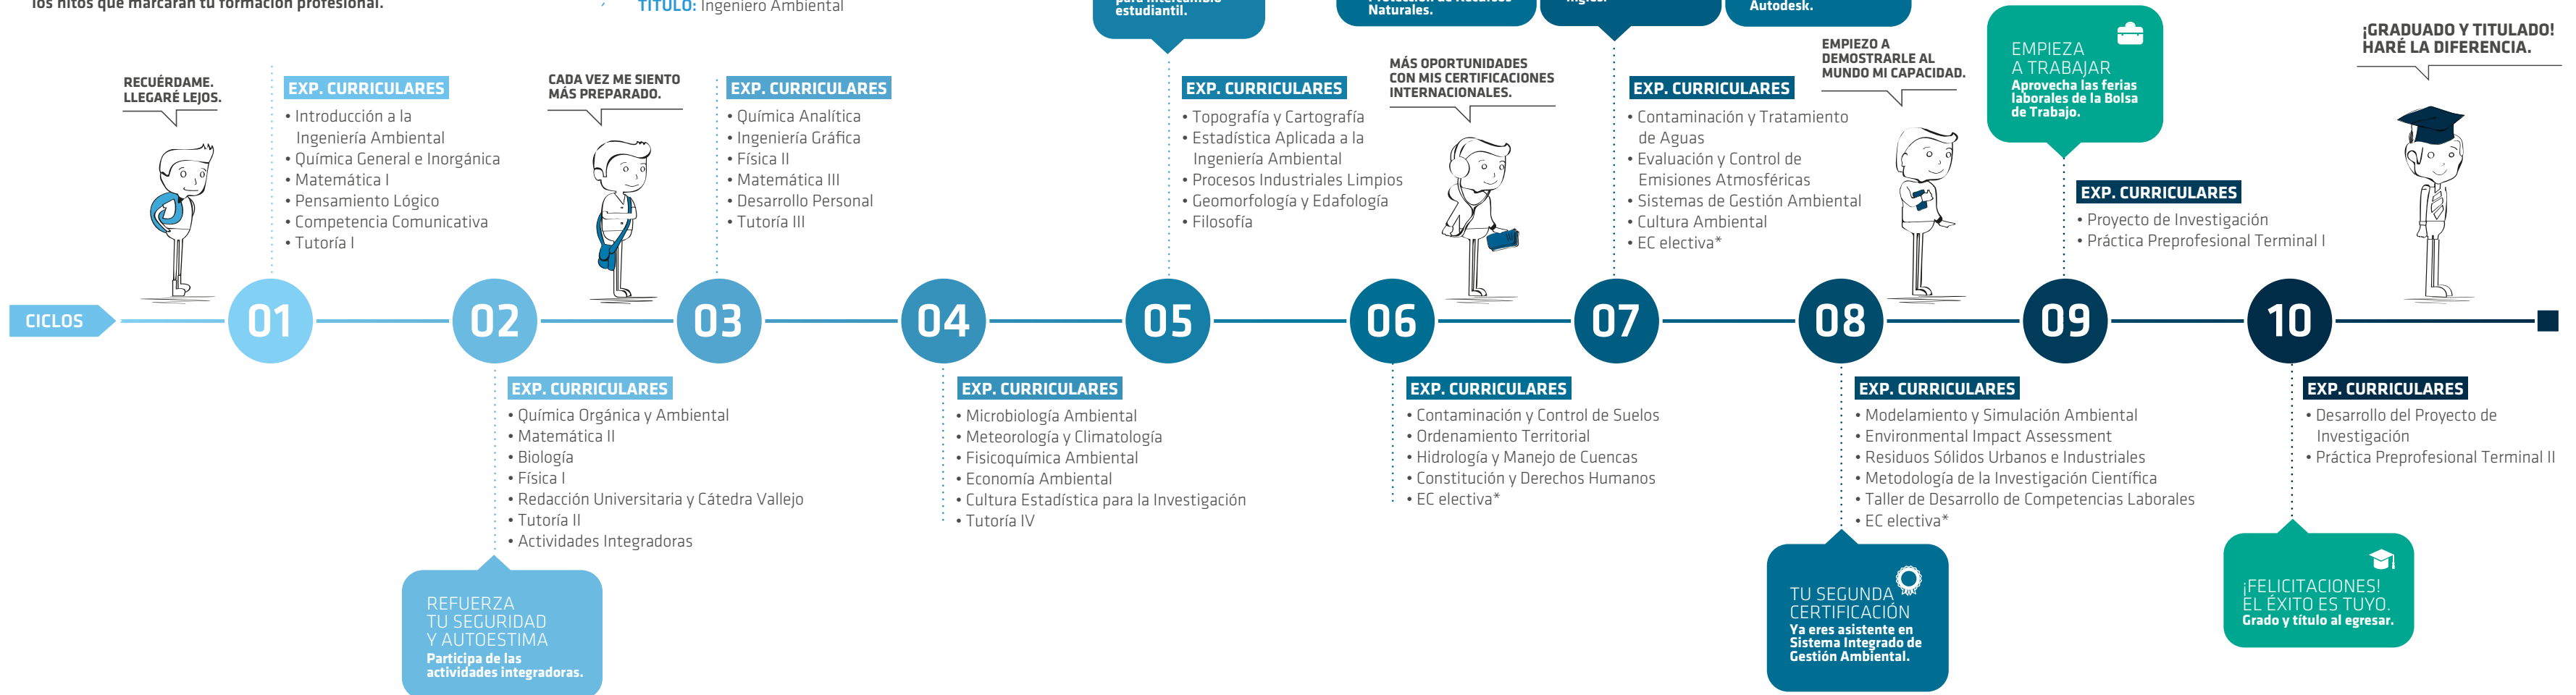 los hitos que marcarán tu formación profesional.
TÍTULO: Ingeniero Ambiental
para intercambio
estudiantil.
Protección de Recursos
Naturales.
Inglés.
Autodesk.
RECUÉRDAME.
LLEGARÉ LEJOS.
EXP. CURRICULARES
• Introducción a la
Ingeniería Ambiental
• Química General e Inorgánica
• Matemática I
• Pensamiento Lógico
• Competencia Comunicativa
• Tutoría I
CADA VEZ ME SIENTO
MÁS PREPARADO.
EXP. CURRICULARES
• Química Analítica
• Ingeniería Gráfica
• Física II
• Matemática III
• Desarrollo Personal
• Tutoría III
EXP. CURRICULARES
• Topografía y Cartografía
• Estadística Aplicada a la
Ingeniería Ambiental
• Procesos Industriales Limpios
• Geomorfología y Edafología
• Filosofía
MÁS OPORTUNIDADES
CON MIS CERTIFICACIONES
INTERNACIONALES.
EXP. CURRICULARES
• Contaminación y Tratamiento
de Aguas
• Evaluación y Control de
Emisiones Atmosféricas
• Sistemas de Gestión Ambiental
• Cultura Ambiental
• EC electiva*
EMPIEZO A
DEMOSTRARLE AL
MUNDO MI CAPACIDAD.
EMPIEZA
A TRABAJAR
Aprovecha las ferias
laborales de la Bolsa
de Trabajo.
EXP. CURRICULARES
• Proyecto de Investigación
• Práctica Preprofesional Terminal I
¡GRADUADO Y TITULADO!
HARÉ LA DIFERENCIA.
CICLOS
01
02
03
04
05
06
07
08
09
10
EXP. CURRICULARES
• Química Orgánica y Ambiental
• Matemática II
• Biología
• Física I
• Redacción Universitaria y Cátedra Vallejo
• Tutoría II
• Actividades Integradoras
REFUERZA
TU SEGURIDAD
Y AUTOESTIMA
Participa de las
actividades integradoras.
EXP. CURRICULARES
• Microbiología Ambiental
• Meteorología y Climatología
• Fisicoquímica Ambiental
• Economía Ambiental
• Cultura Estadística para la Investigación
• Tutoría IV
EXP. CURRICULARES
• Contaminación y Control de Suelos
• Ordenamiento Territorial
• Hidrología y Manejo de Cuencas
• Constitución y Derechos Humanos
• EC electiva*
EXP. CURRICULARES
• Modelamiento y Simulación Ambiental
• Environmental Impact Assessment
• Residuos Sólidos Urbanos e Industriales
• Metodología de la Investigación Científica
• Taller de Desarrollo de Competencias Laborales
• EC electiva*
TU SEGUNDA
CERTIFICACIÓN
Ya eres asistente en
Sistema Integrado de
Gestión Ambiental.
EXP. CURRICULARES
• Desarrollo del Proyecto de
Investigación
• Práctica Preprofesional Terminal II
¡FELICITACIONES!
EL ÉXITO ES TUYO.
Grado y título al egresar.